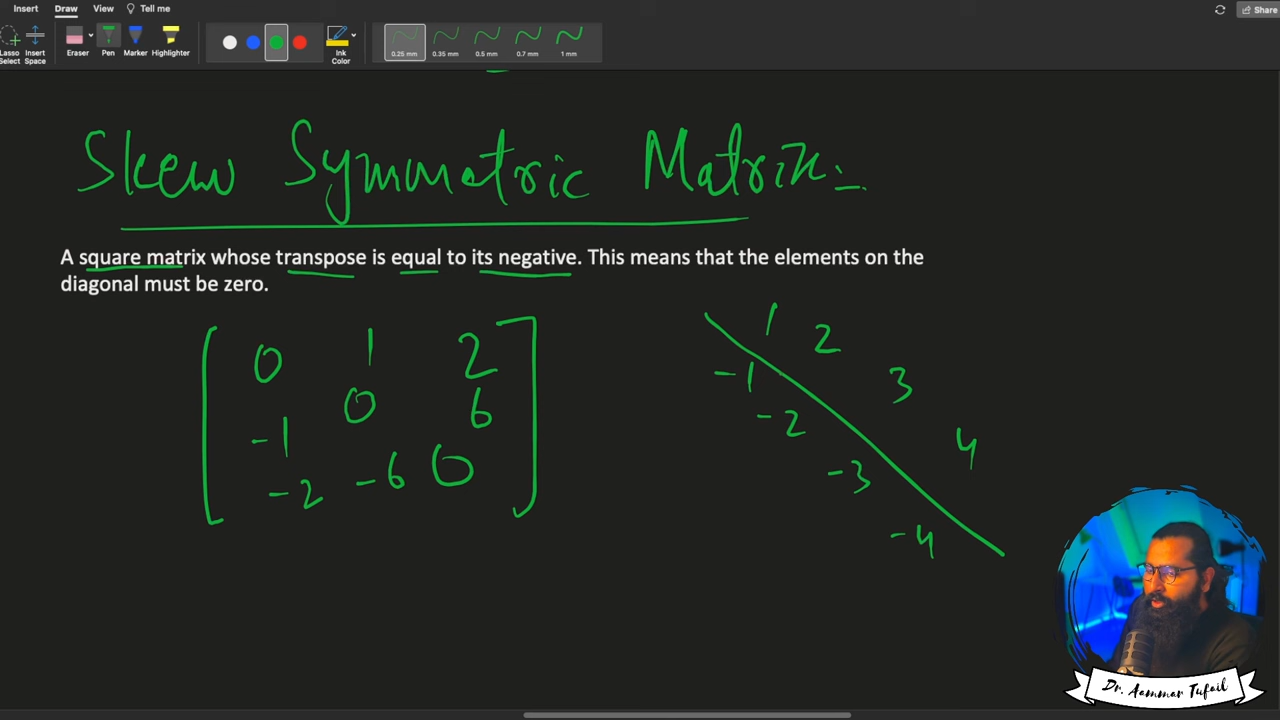 Insert Draw View Tell me
Share
Lasso Select Insert Space Eraser Pen Marker Highlighter Ink Color 0.25 mm 0.35 mm 0.5 mm 0.7 mm 1 mm
Skew Symmetric Matrix:-
A square matrix whose transpose is equal to its negative. This means that the elements on the
diagonal must be zero.
0 1 2
-1 0 6
-2 -6 0
1 2 3 4
-1 -2 -3 -4
Dr. Aammar Tufail